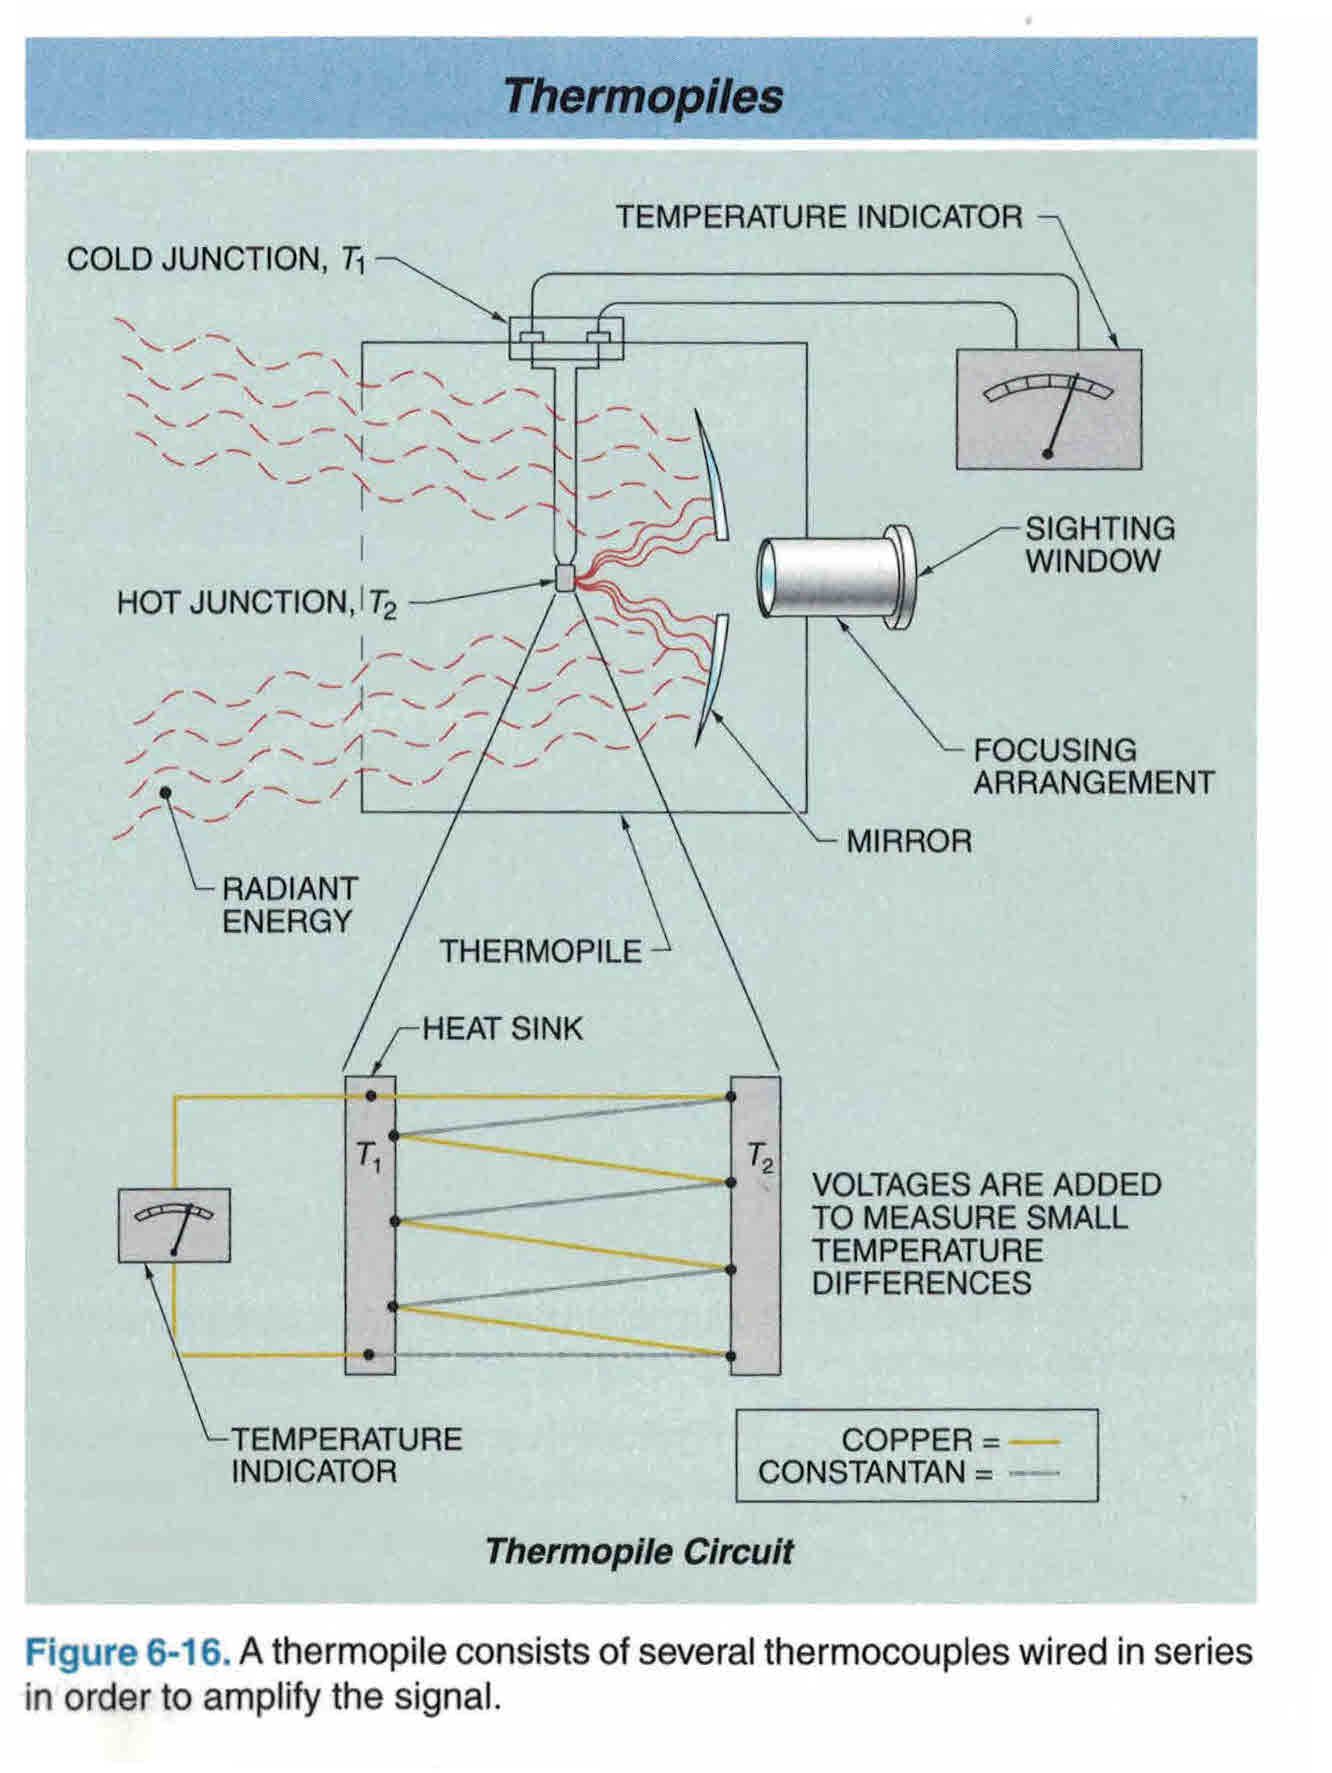 Thermopiles
TEMPERATURE INDICATOR
COLD JUNCTION, T1
SIGHTING
WINDOW
HOT JUNCTION, T2
FOCUSING
ARRANGEMENT
MIRROR
RADIANT
ENERGY
THERMOPILE
HEAT SINK
T1
T2
VOLTAGES ARE ADDED
TO MEASURE SMALL
TEMPERATURE
DIFFERENCES
TEMPERATURE
INDICATOR
COPPER =
CONSTANTAN =
Thermopile Circuit
Figure 6-16. A thermopile consists of several thermocouples wired in series
in order to amplify the signal.